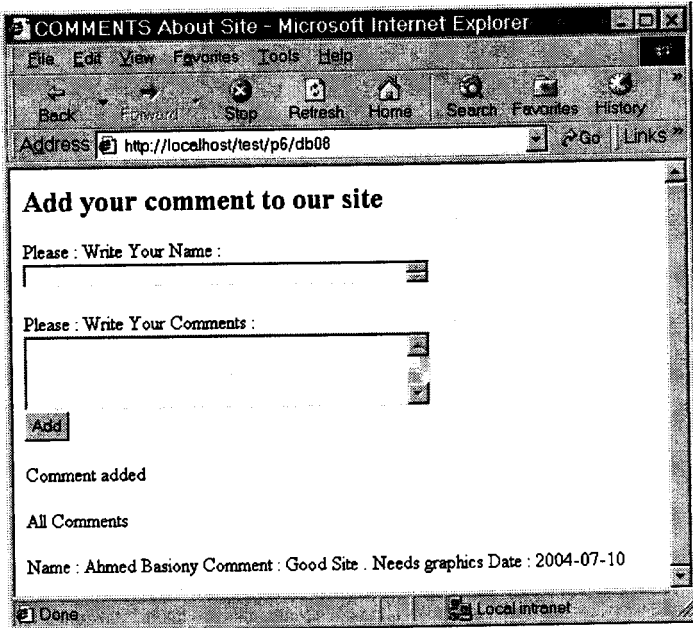 COMMENTS About Site - Microsoft Internet Explorer
File Edit View Favorites Tools Help
Back Forward Stop Refresh Home Search Favorites History »
Address http://localhost/test/p6/db08 Go Links »
Add your comment to our site
Please : Write Your Name :
Please : Write Your Comments :
Add
Comment added
All Comments
Name : Ahmed Basiony Comment : Good Site . Needs graphics Date : 2004-07-10
Done Local intranet